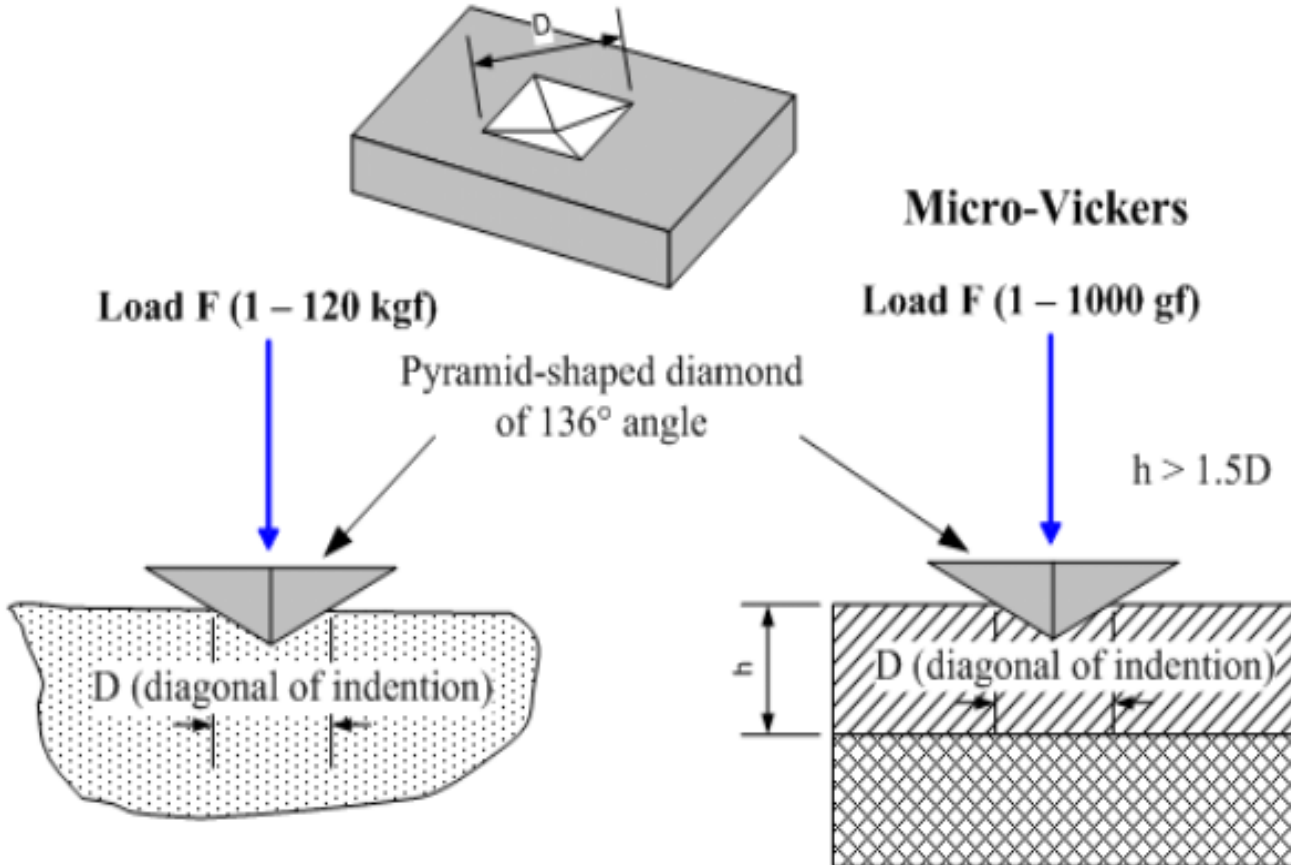 D
Micro-Vickers
Load F (1 – 120 kgf)
Load F (1 – 1000 gf)
Pyramid-shaped diamond
of 136° angle
h > 1.5D
D (diagonal of indention)
h
D (diagonal of indention)